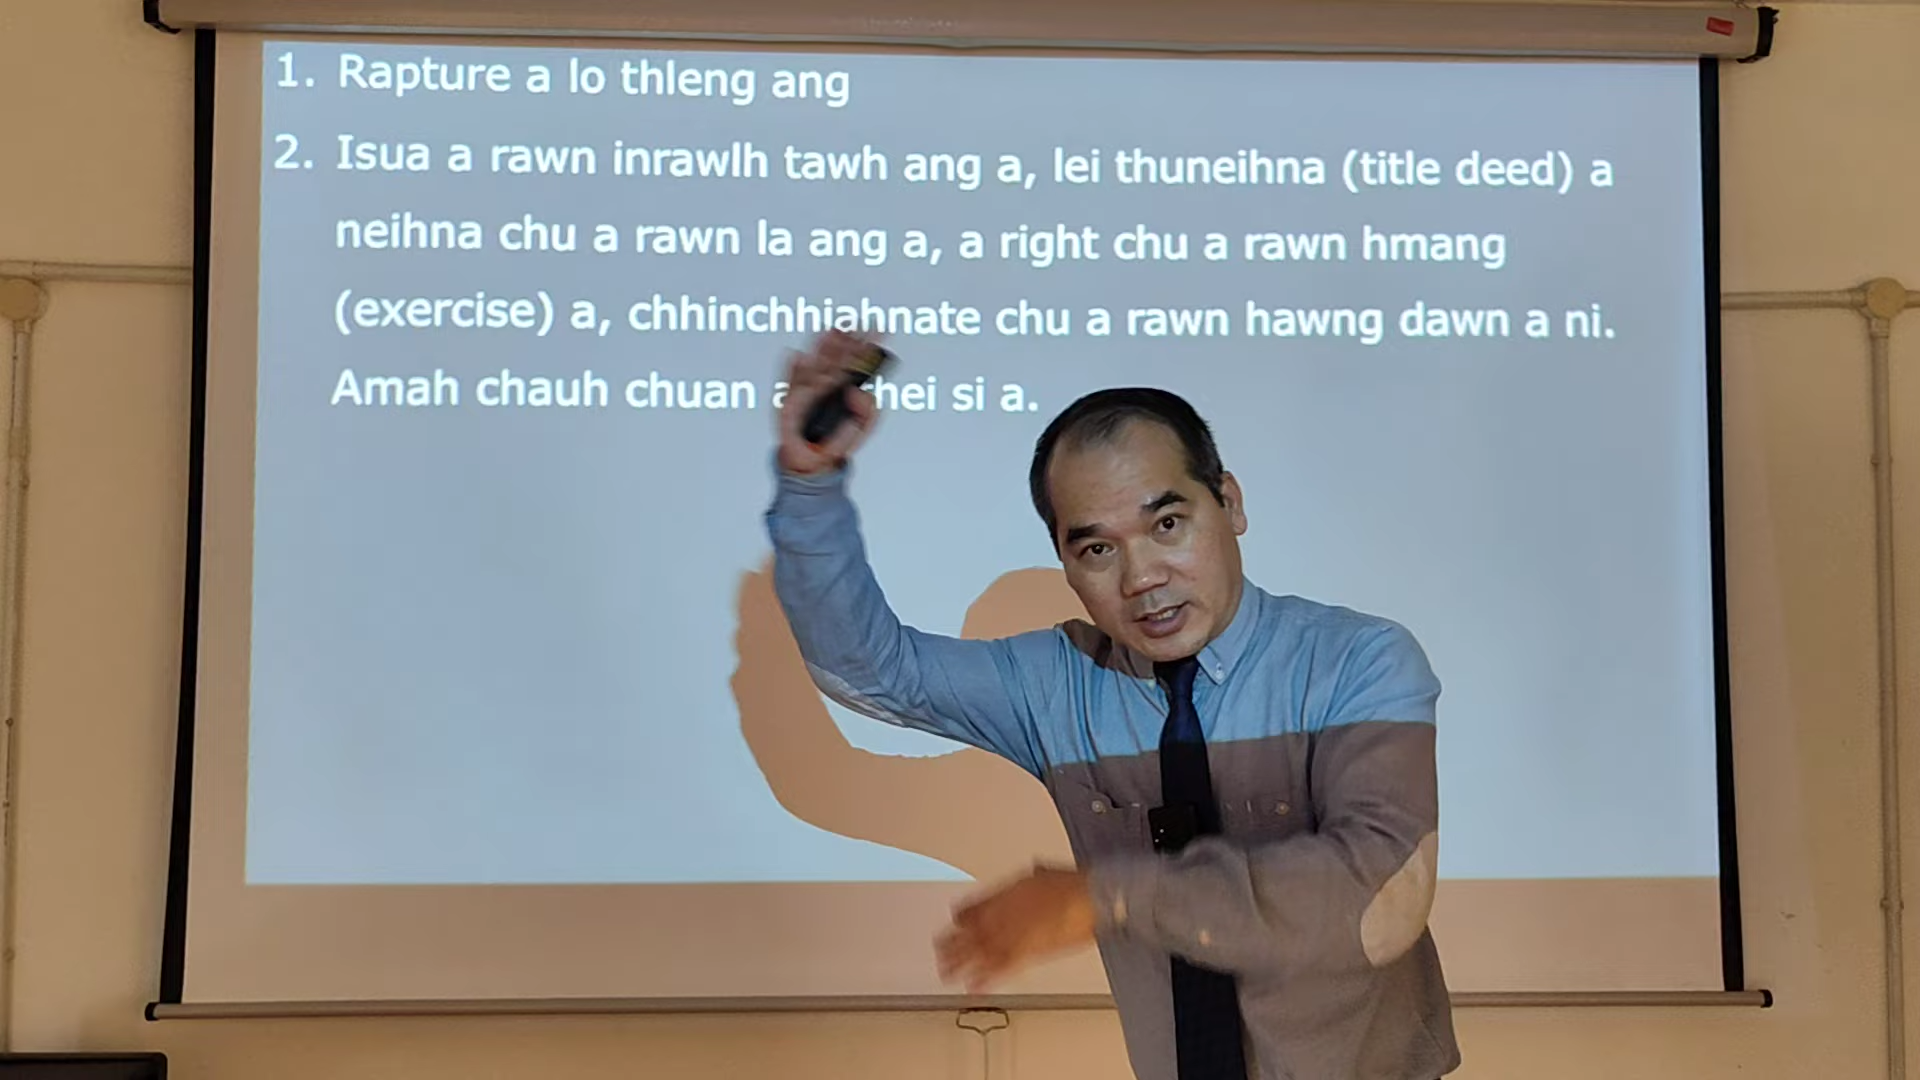 1. Rapture a lo thleng ang
2. Isua a rawn inrawlh tawh ang a, lei thuneihna (title deed) a
neihna chu a rawn la ang a, a right chu a rawn hmang
(exercise) a, chhinchhiahnate chu a rawn hawng dawn a ni.
Amah chauh chuan si a.